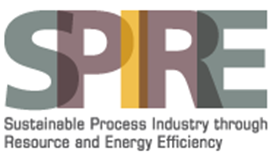 SPIRE
Sustainable Process Industry through
Resource and Energy Efficiency